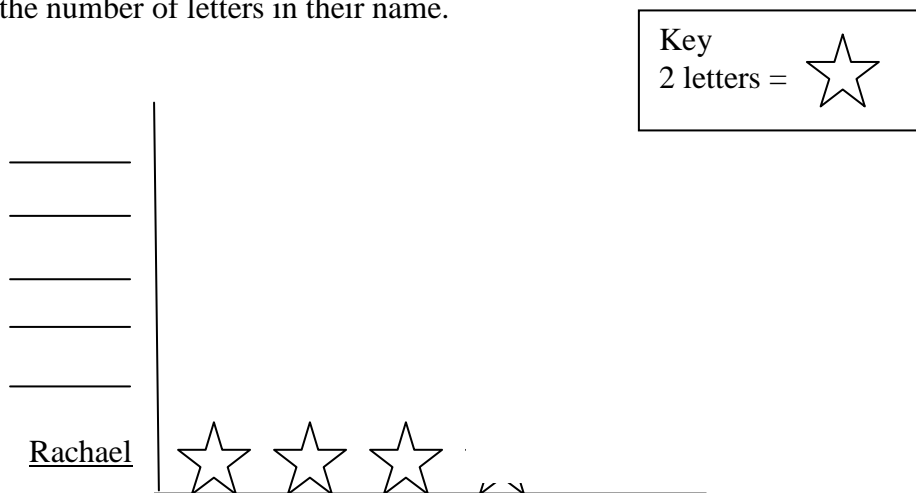 the number of letters in their name.
Key
2 letters =
Rachael